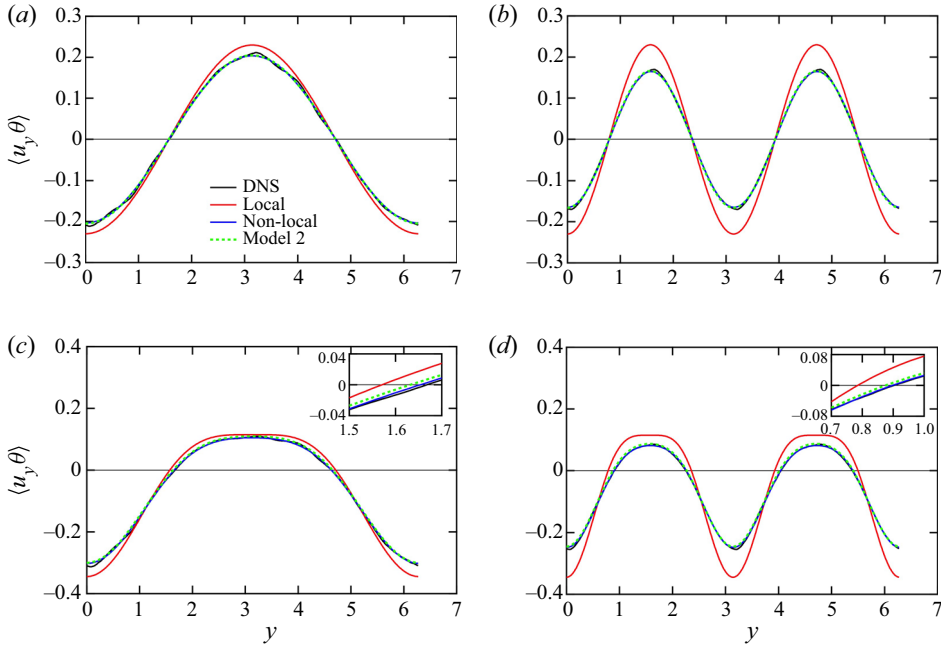 (a)
0.3
0.2
0.1
0
−0.1
−0.2
−0.3
⟨u_y θ⟩
DNS
Local
Non-local
Model 2
0 1 2 3 4 5 6 7
(b)
0.3
0.2
0.1
0
−0.1
−0.2
−0.3
0 1 2 3 4 5 6 7
(c)
0.4
0.2
0
−0.2
−0.4
⟨u_y θ⟩
0.04
0
−0.04
1.5 1.6 1.7
0 1 2 3 4 5 6 7
y
(d)
0.4
0.2
0
−0.2
−0.4
0.08
0
−0.08
0.7 0.8 0.9 1.0
0 1 2 3 4 5 6 7
y